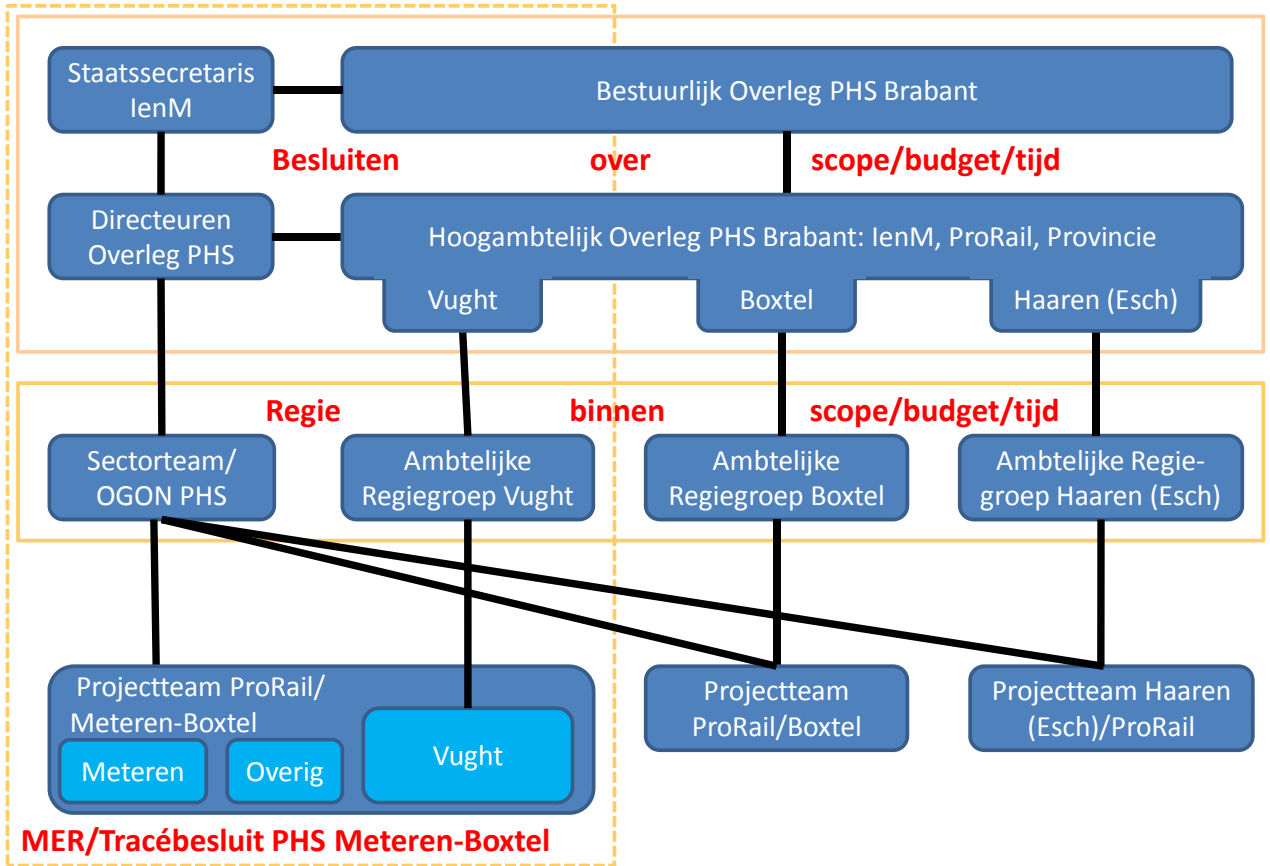 Staatssecretaris
IenM
Bestuurlijk Overleg PHS Brabant
Besluiten over scope/budget/tijd
Directeuren
Overleg PHS
Hoogambtelijk Overleg PHS Brabant: IenM, ProRail, Provincie
Vught
Boxtel
Haaren (Esch)
Regie binnen scope/budget/tijd
Sectorteam/
OGON PHS
Ambtelijke
Regiegroep Vught
Ambtelijke
Regiegroep Boxtel
Ambtelijke Regie-
groep Haaren (Esch)
Projectteam ProRail/
Meteren-Boxtel
Meteren
Overig
Vught
Projectteam
ProRail/Boxtel
Projectteam Haaren
(Esch)/ProRail
MER/Tracébesluit PHS Meteren-Boxtel